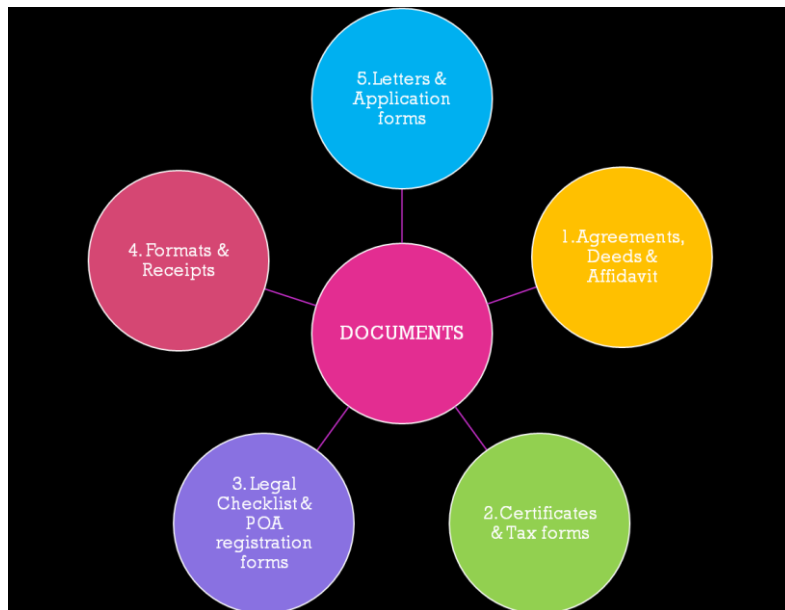 5.Letters &
Application
forms
4. Formats &
Receipts
1.Agreements,
Deeds &
Affidavit
DOCUMENTS
3. Legal
Checklist &
POA
registration
forms
2.Certificates
& Tax forms